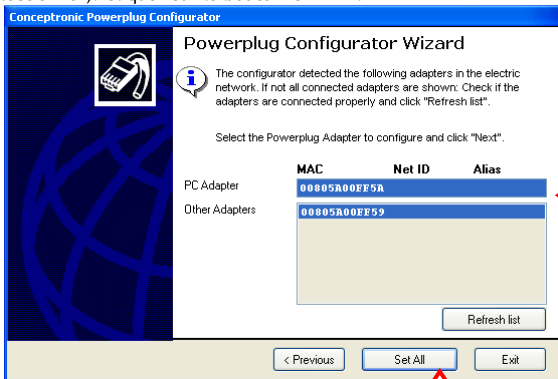 Conceptronic Powerplug Configurator
Powerplug Configurator Wizard
The configurator detected the following adapters in the electric
network. If not all connected adapters are shown: Check if the
adapters are connected properly and click "Refresh list".
Select the Powerplug Adapter to configure and click "Next".
MAC Net ID Alias
PC Adapter 00805A00FF5A
Other Adapters 00805A00FF59
Refresh list
< Previous Set All Exit